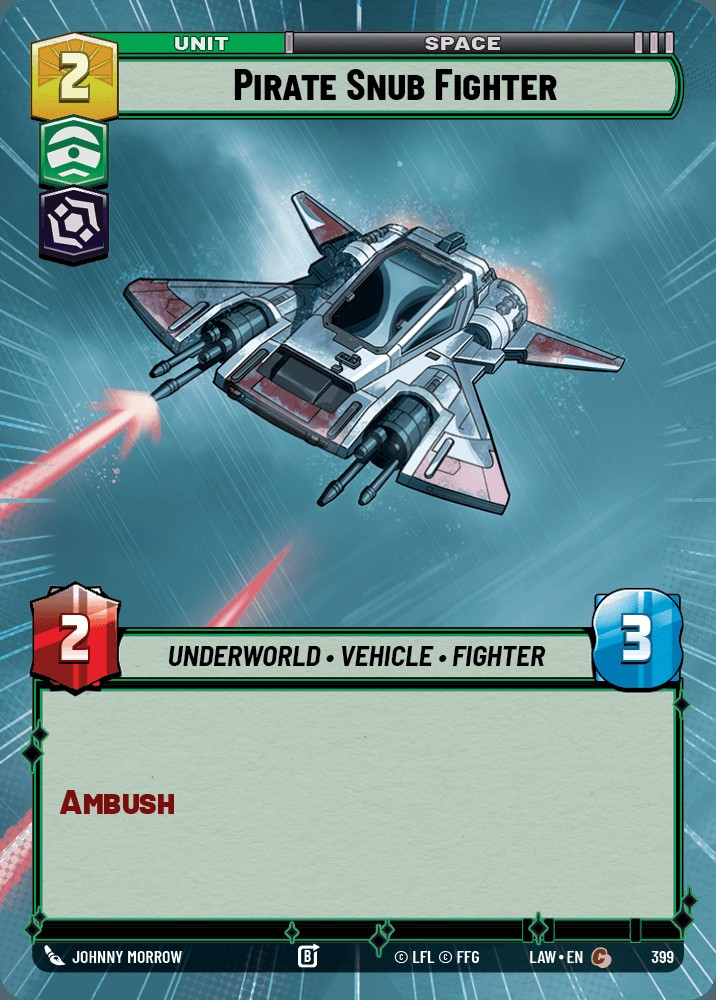 UNIT
SPACE
2
PIRATE SNUB FIGHTER
2
UNDERWORLD • VEHICLE • FIGHTER
3
AMBUSH
JOHNNY MORROW
B
© LFL © FFG
LAW • EN
C
399